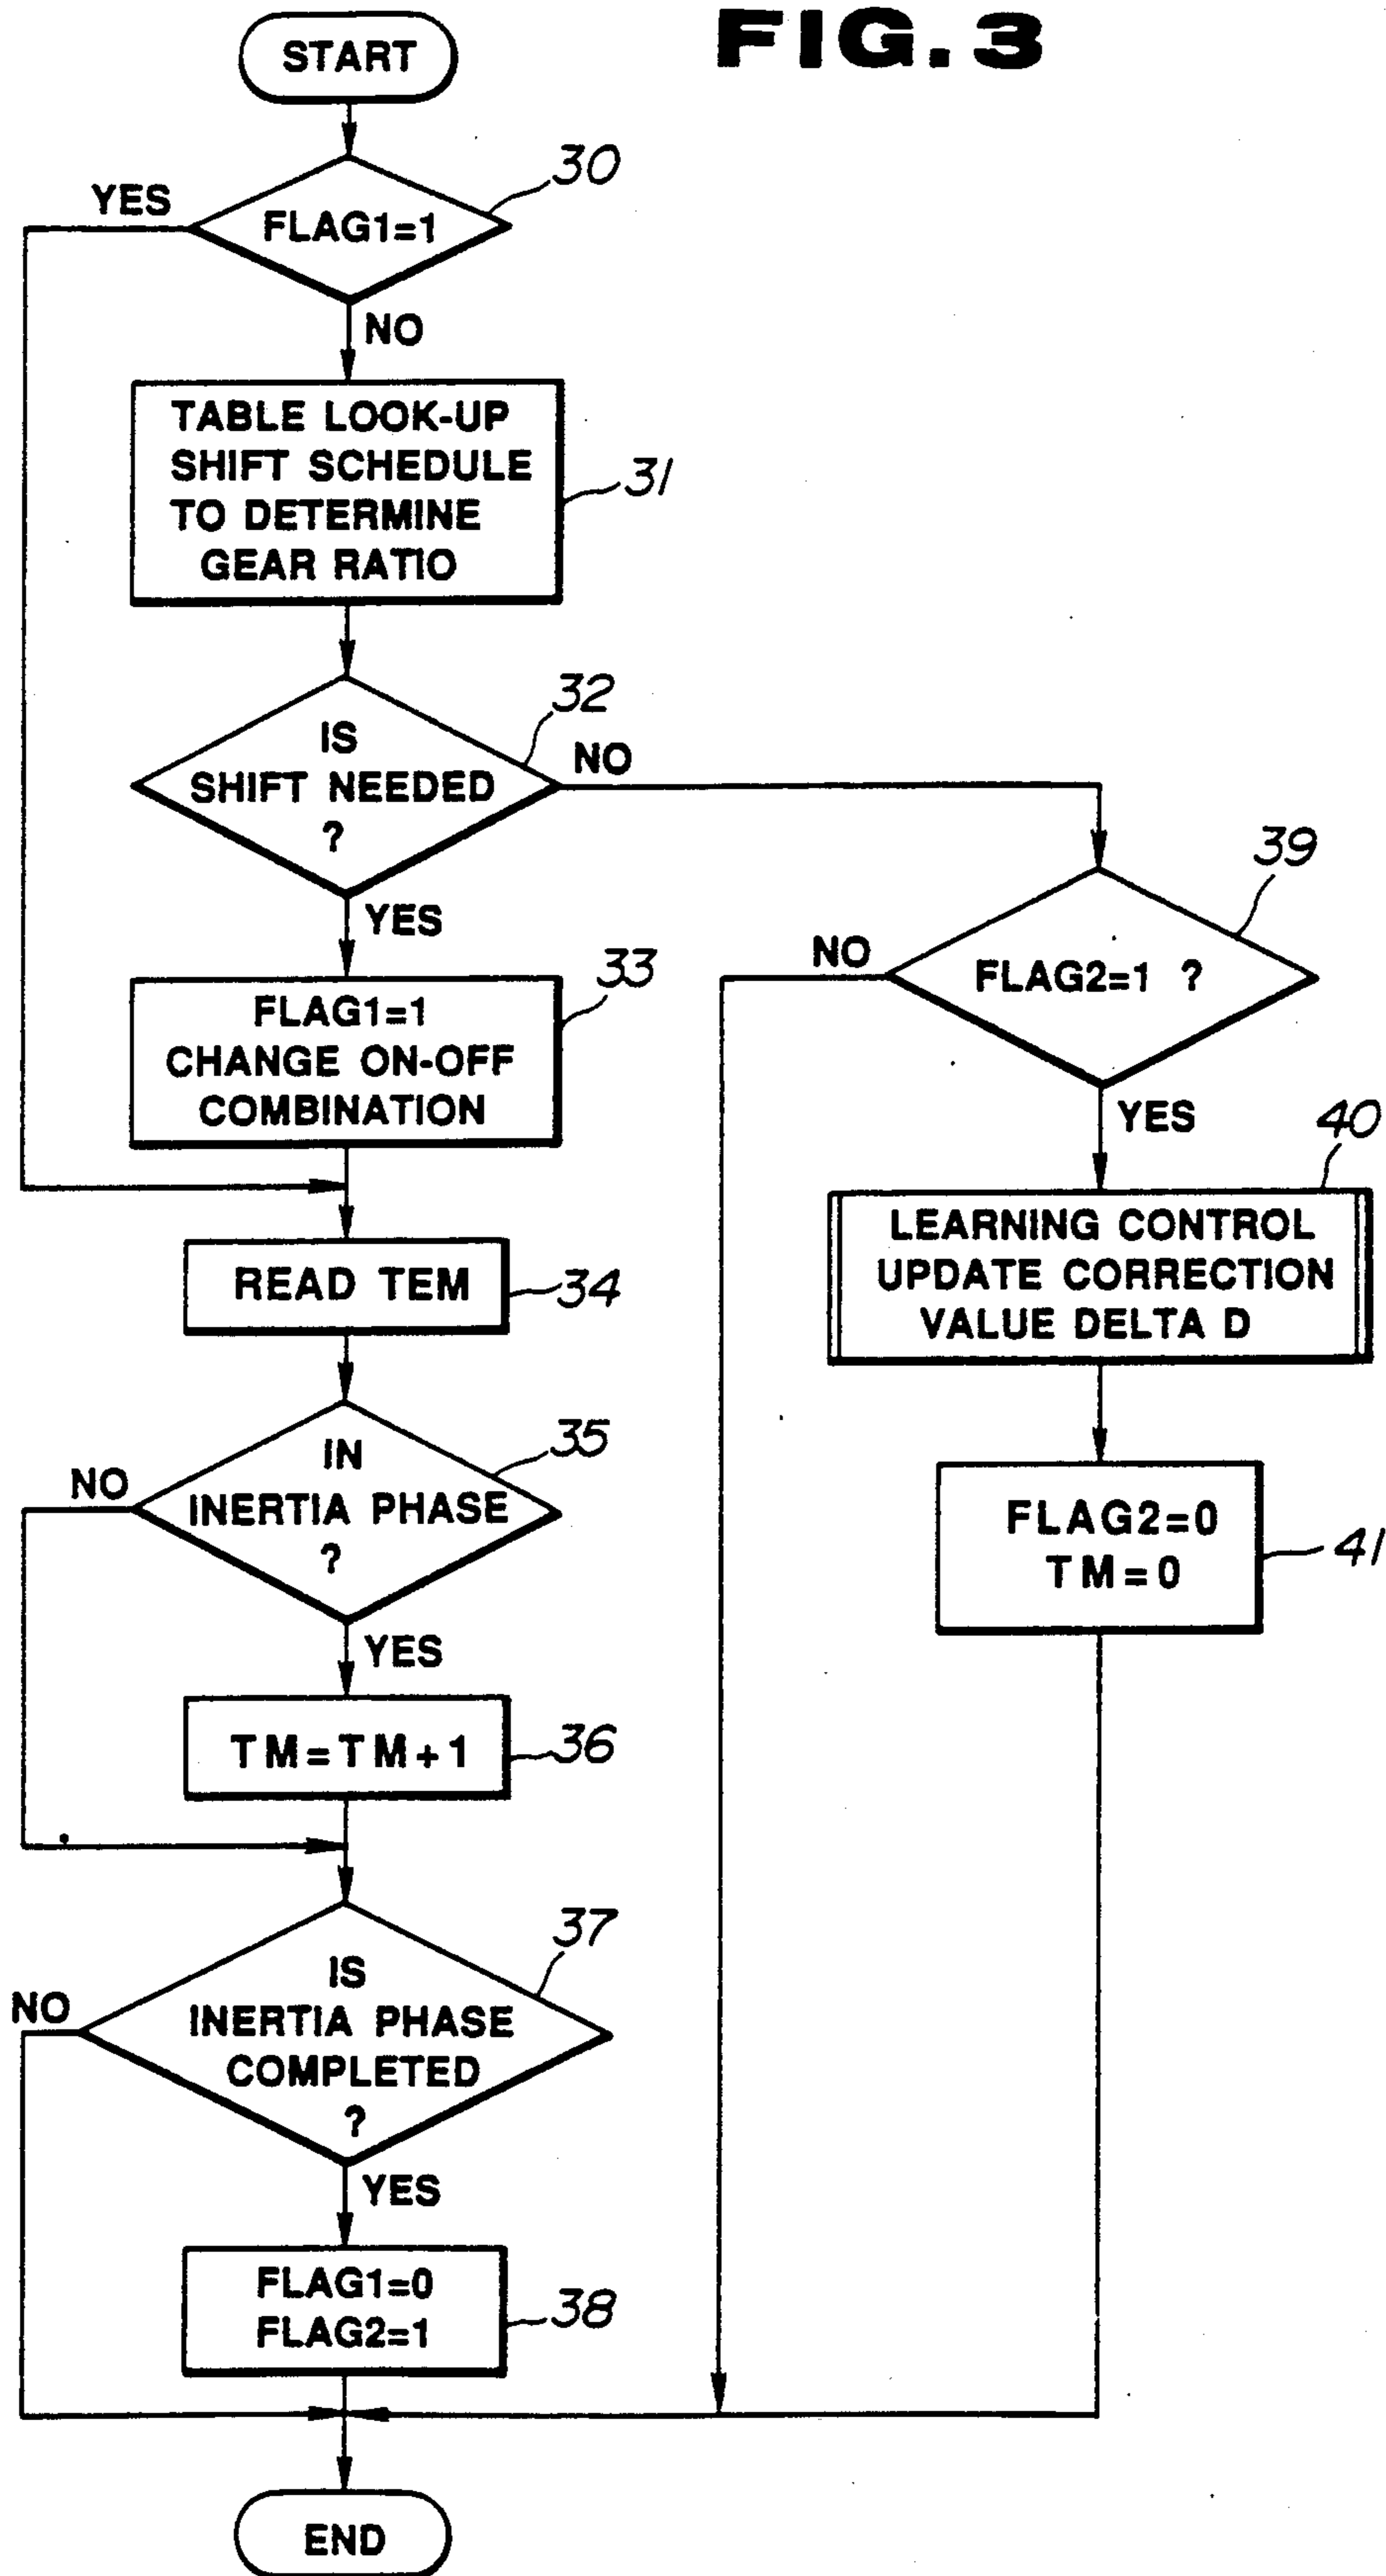 FIG. 3
START
30
YES
FLAG1=1
NO
TABLE LOOK-UP
SHIFT SCHEDULE
TO DETERMINE
GEAR RATIO
31
32
IS
SHIFT NEEDED
?
NO
YES
39
FLAG2=1 ?
NO
YES
33
FLAG1=1
CHANGE ON-OFF
COMBINATION
40
LEARNING CONTROL
UPDATE CORRECTION
VALUE DELTA D
READ TEM
34
35
IN
INERTIA PHASE
?
NO
YES
FLAG2=0
TM=0
41
TM=TM+1
36
37
IS
INERTIA PHASE
COMPLETED
?
NO
YES
FLAG1=0
FLAG2=1
38
END